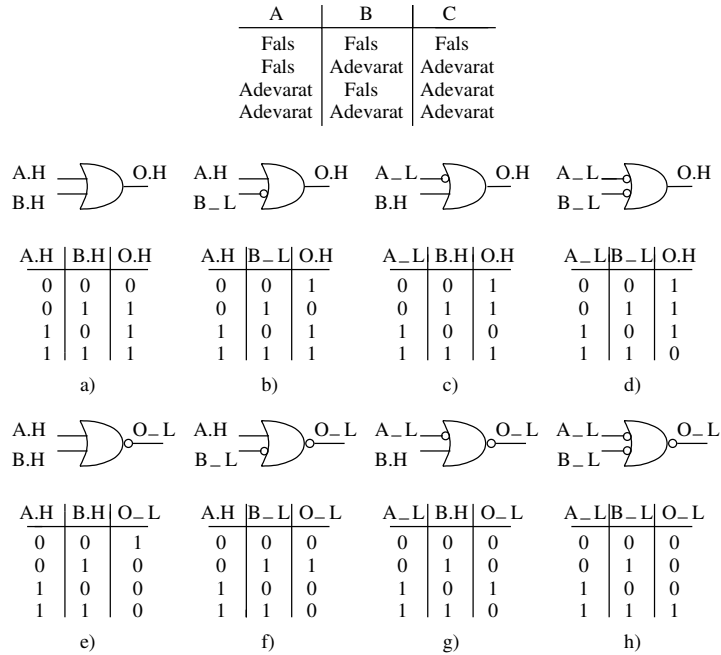 A B C
Fals Fals Fals
Fals Adevarat Adevarat
Adevarat Fals Adevarat
Adevarat Adevarat Adevarat
A.H O.H A.H O.H A_L O.H A_L O.H
B.H B_L B.H B_L
A.H B.H O.H A.H B_L O.H A_L B.H O.H A_L B_L O.H
0 0 0 0 0 1 0 0 1 0 0 1
0 1 1 0 1 0 0 1 1 0 1 1
1 0 1 1 0 1 1 0 0 1 0 1
1 1 1 1 1 1 1 1 1 1 1 0
a) b) c) d)
A.H O_L A.H O_L A_L O_L A_L O_L
B.H B_L B.H B_L
A.H B.H O_L A.H B_L O_L A_L B.H O_L A_L B_L O_L
0 0 1 0 0 0 0 0 0 0 0 0
0 1 0 0 1 1 0 1 0 0 1 0
1 0 0 1 0 0 1 0 1 1 0 0
1 1 0 1 1 0 1 1 0 1 1 1
e) f) g) h)